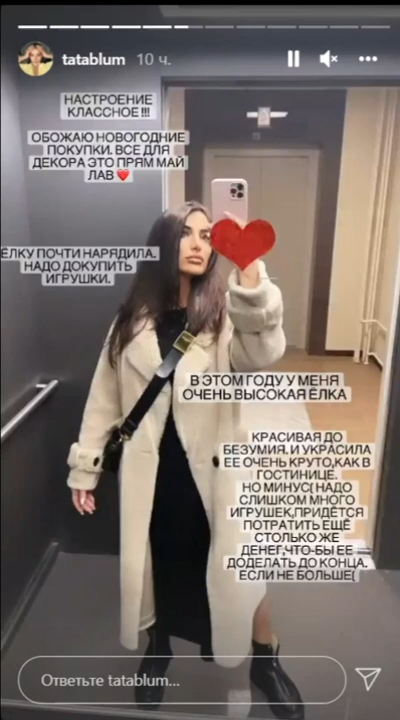 tatablum 10 ч.
НАСТРОЕНИЕ
КЛАССНОЕ !!!
ОБОЖАЮ НОВОГОДНИЕ
ПОКУПКИ. ВСЕ ДЛЯ
ДЕКОРА ЭТО ПРЯМ МАЙ
ЛАВ❤️
ЁЛКУ ПОЧТИ НАРЯДИЛА.
НАДО ДОКУПИТЬ
ИГРУШКИ.
В ЭТОМ ГОДУ У МЕНЯ
ОЧЕНЬ ВЫСОКАЯ ЁЛКА
КРАСИВАЯ ДО
БЕЗУМИЯ. И УКРАСИЛА
ЕЕ ОЧЕНЬ КРУТО,КАК В
ГОСТИНИЦЕ.
НО МИНУС( НАДО
СЛИШКОМ МНОГО
ИГРУШЕК,ПРИДЁТСЯ
ПОТРАТИТЬ ЕЩЁ
СТОЛЬКО ЖЕ
ДЕНЕГ,ЧТО-БЫ ЕЕ
ДОДЕЛАТЬ ДО КОНЦА.
ЕСЛИ НЕ БОЛЬШЕ(
Ответьте tatablum...